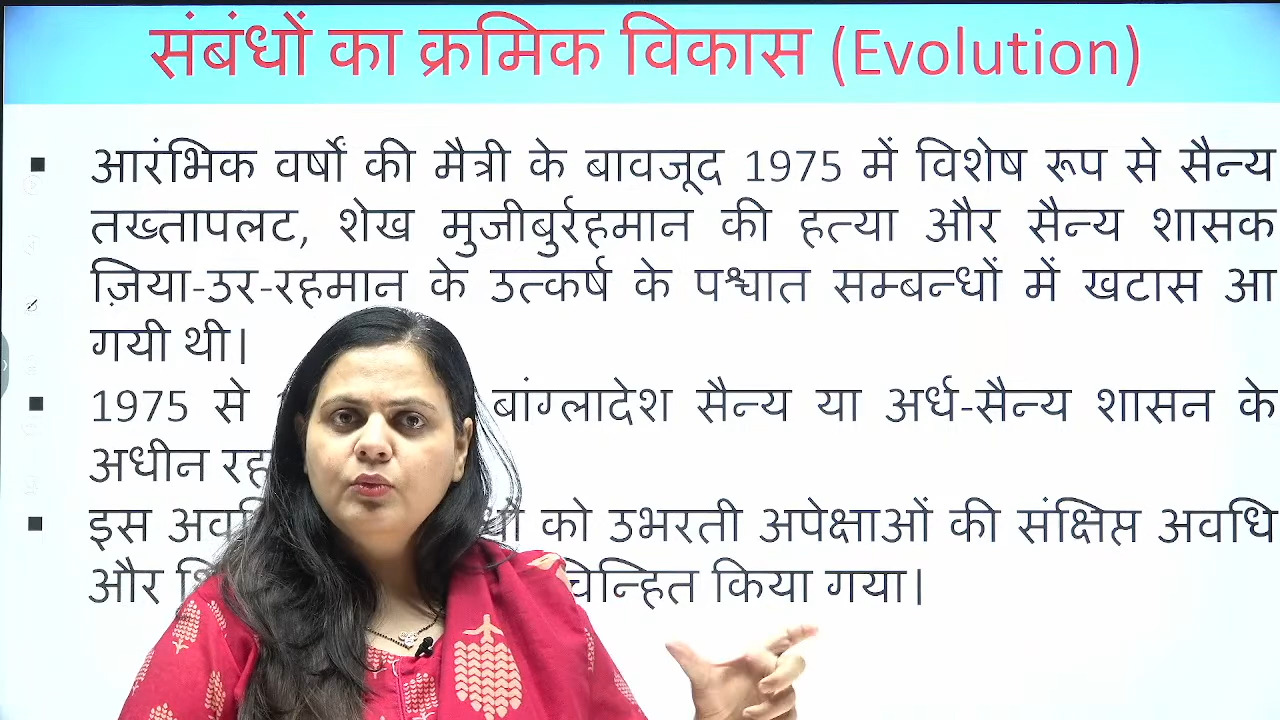 संबंधों का क्रमिक विकास (Evolution)
आरंभिक वर्षों की मैत्री के बावजूद 1975 में विशेष रूप से सैन्य
तख्तापलट, शेख मुजीबुर्रहमान की हत्या और सैन्य शासक
ज़िया-उर-रहमान के उत्कर्ष के पश्चात सम्बन्धों में खटास आ
गयी थी।
1975 से बांग्लादेश सैन्य या अर्ध-सैन्य शासन के
अधीन
इस को उभरती अपेक्षाओं की संक्षिप्त अवधि
और चिन्हित किया गया।